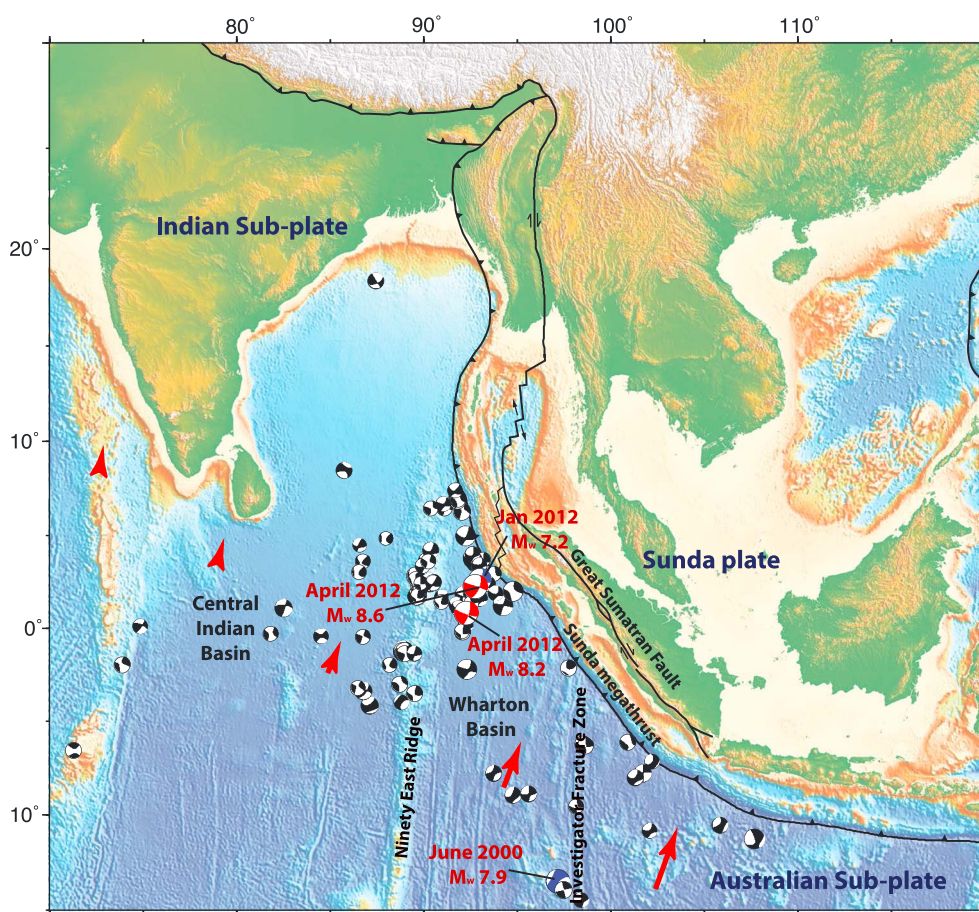 80°
90°
100°
110°
Indian Sub-plate
20°
10°
Jan 2012
Mw 7.2
Sunda plate
Great Sumatran Fault
April 2012
Mw 8.6
Central
Indian
Basin
0°
April 2012
Mw 8.2
Sunda megathrust
Wharton
Basin
Ninety East Ridge
Investigator Fracture Zone
10°
June 2000
Mw 7.9
Australian Sub-plate